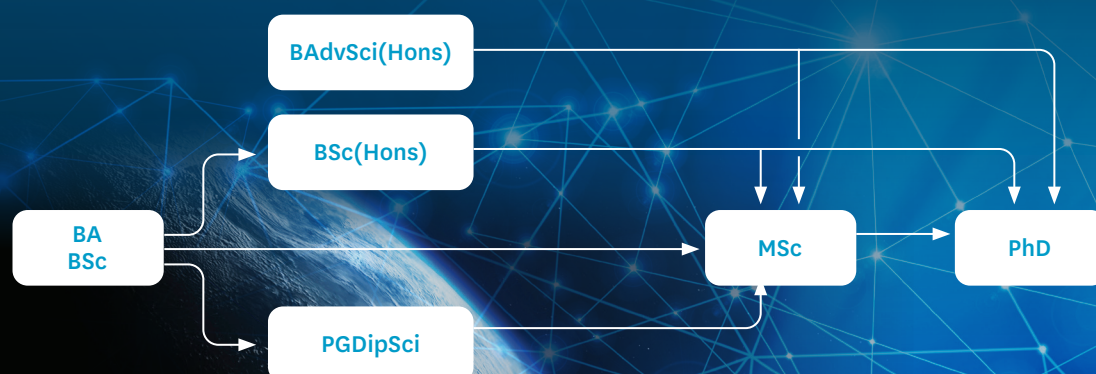 BAdvSci(Hons)
BSc(Hons)
BA
BSc
MSc
PhD
PGDipSci